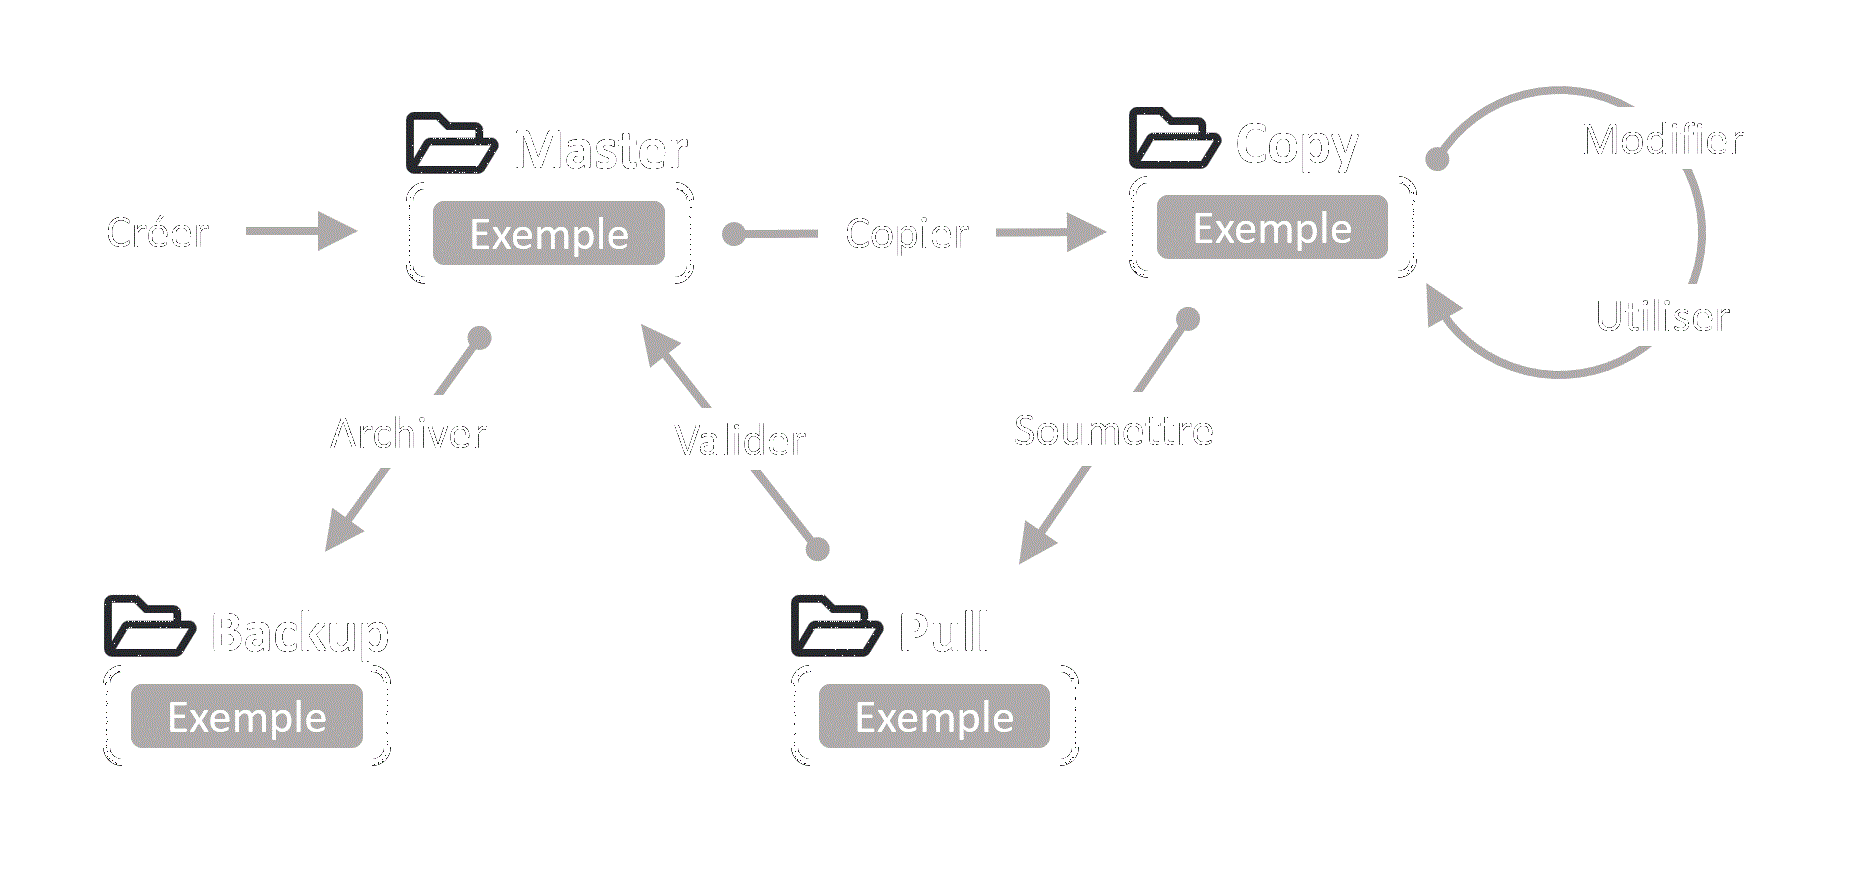 Master
Copy
Modifier
Créer
Exemple
Copier
Exemple
Utiliser
Archiver
Valider
Soumettre
Backup
Pull
Exemple
Exemple